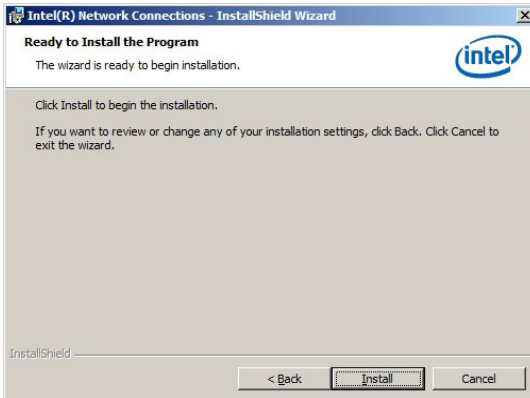 Intel(R) Network Connections - InstallShield Wizard
Ready to Install the Program
The wizard is ready to begin installation.
intel
Click Install to begin the installation.
If you want to review or change any of your installation settings, click Back. Click Cancel to
exit the wizard.
InstallShield
< Back
Install
Cancel